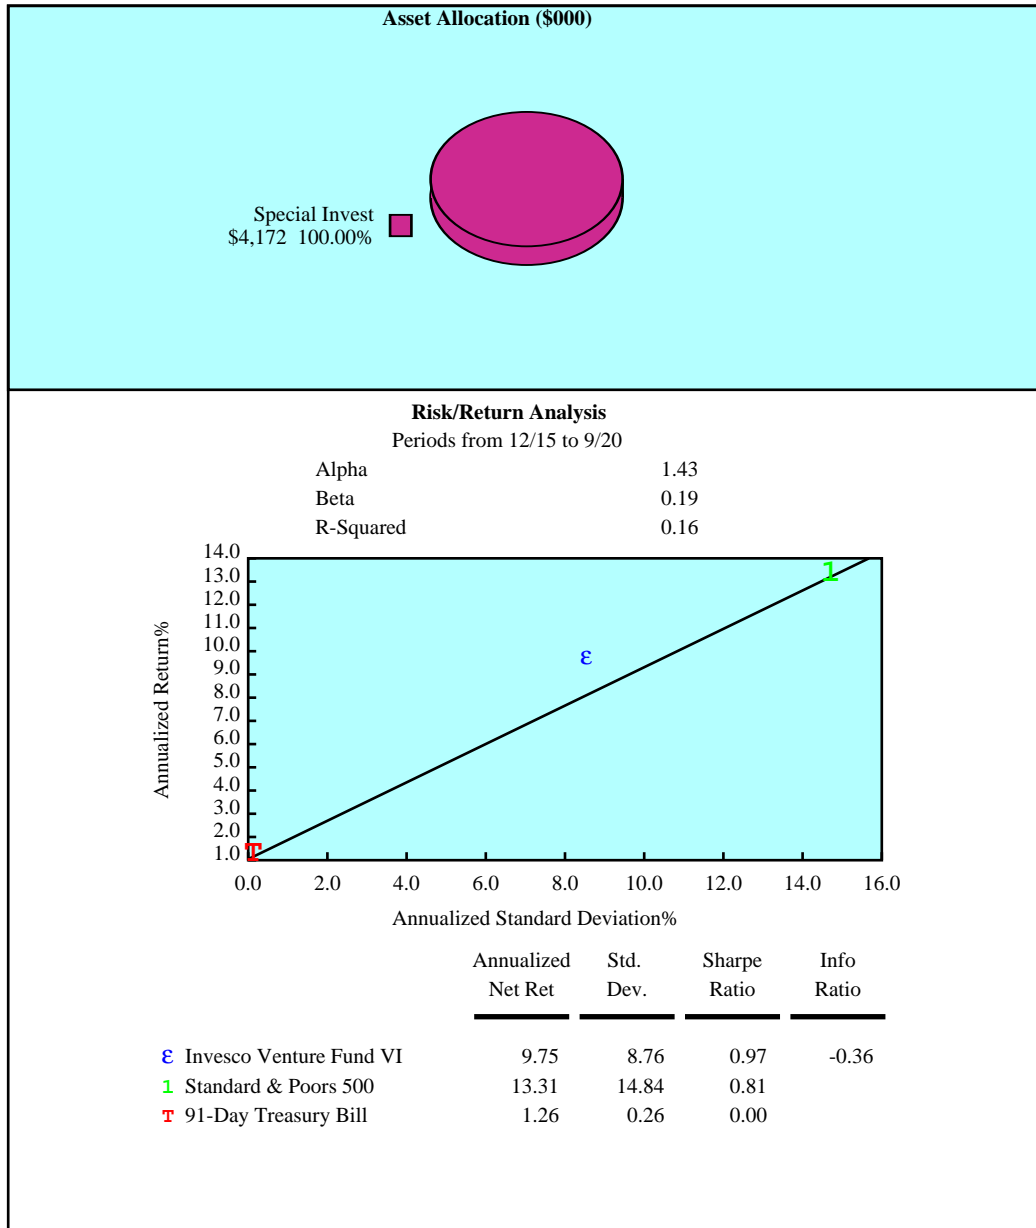 Asset Allocation ($000)
Special Invest
$4,172 100.00%
Risk/Return Analysis
Periods from 12/15 to 9/20
Alpha 1.43
Beta 0.19
R-Squared 0.16
14.0
13.0
12.0
11.0
10.0
9.0
8.0
7.0
6.0
5.0
4.0
3.0
2.0
1.0
Annualized Return%
1
ε
T
0.0 2.0 4.0 6.0 8.0 10.0 12.0 14.0 16.0
Annualized Standard Deviation%
Annualized Std. Sharpe Info
Net Ret Dev. Ratio Ratio
ε Invesco Venture Fund VI 9.75 8.76 0.97 -0.36
1 Standard & Poors 500 13.31 14.84 0.81
T 91-Day Treasury Bill 1.26 0.26 0.00